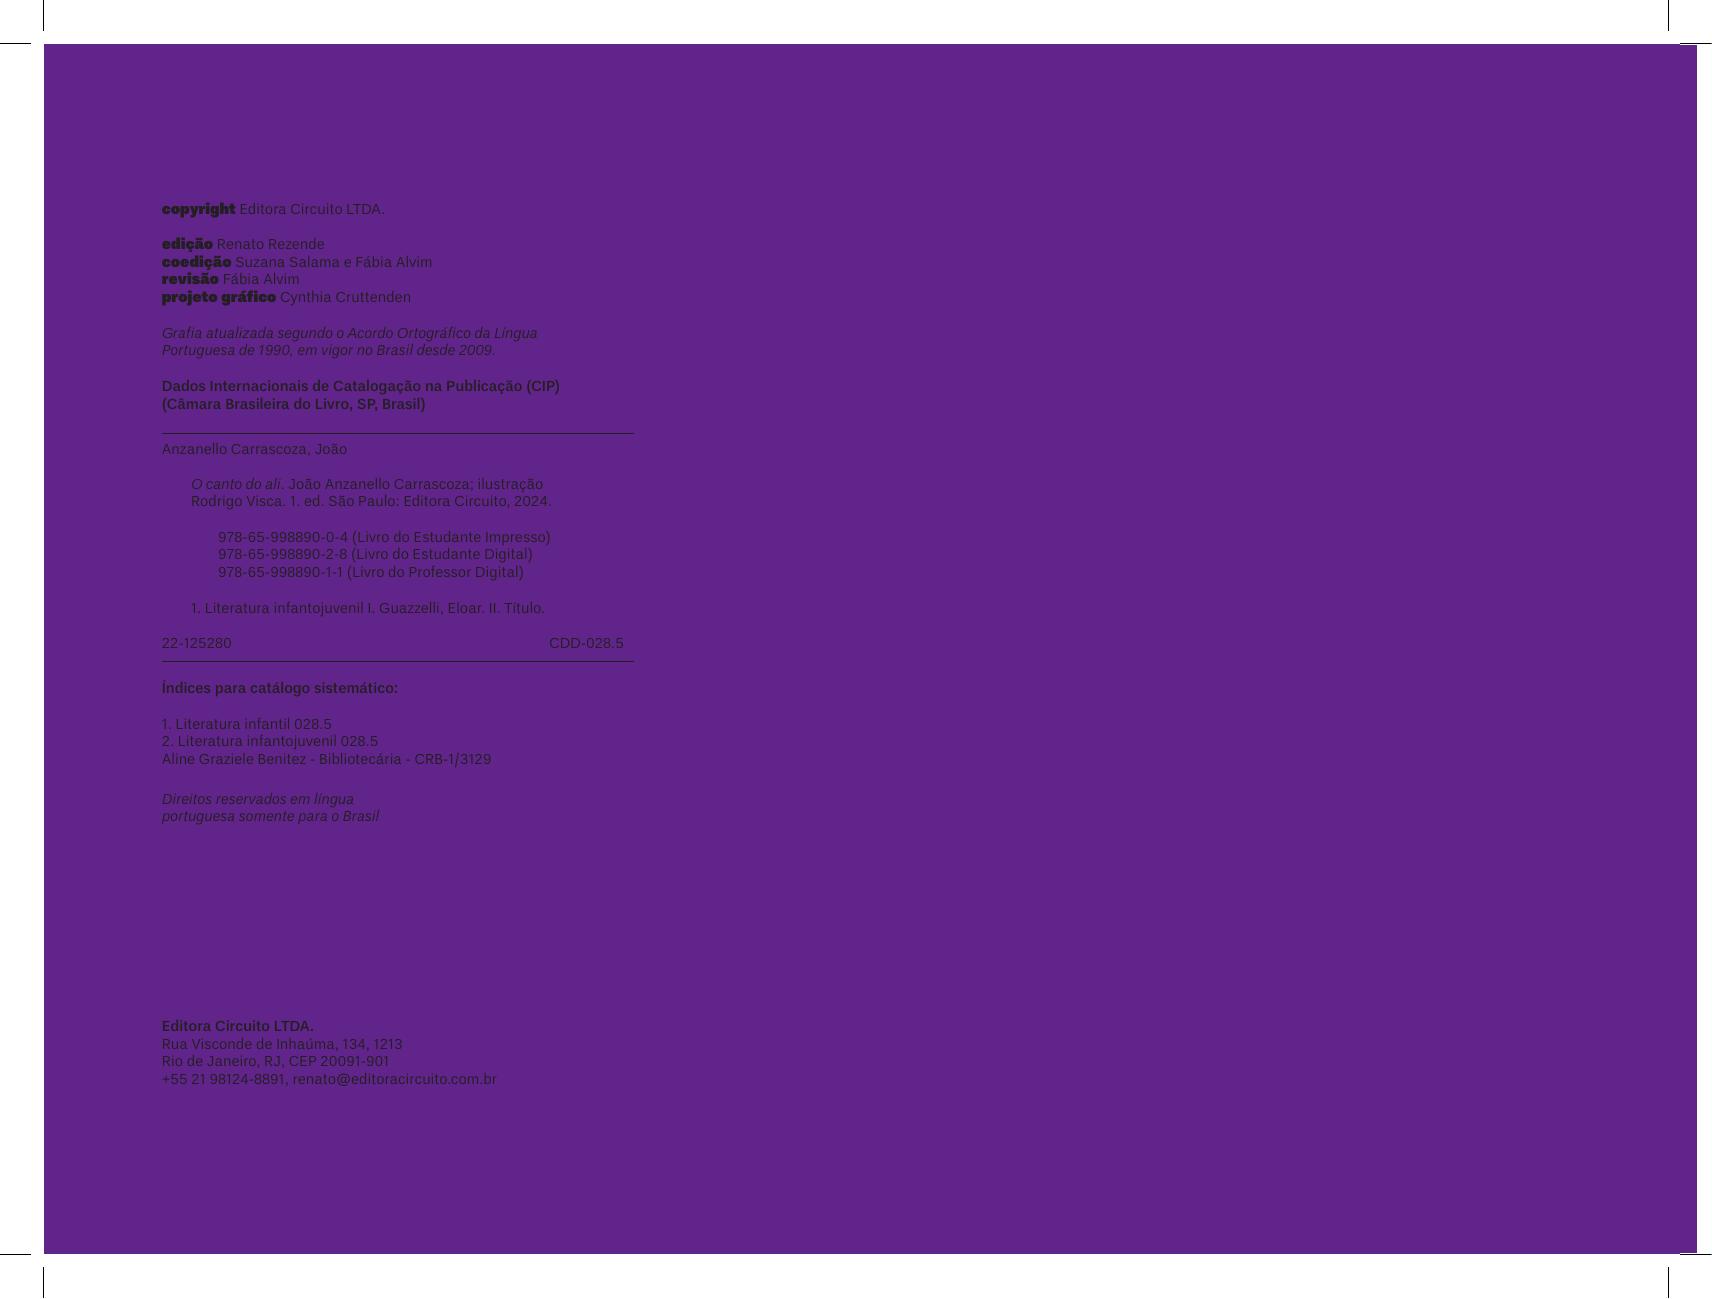 copyright Editora Circuito LTDA.
edição Renato Rezende
coedição Suzana Salama e Fábia Alvim
revisão Fábia Alvim
projeto gráfico Cynthia Cruttenden
Grafia atualizada segundo o Acordo Ortográfico da Língua
Portuguesa de 1990, em vigor no Brasil desde 2009.
Dados Internacionais de Catalogação na Publicação (CIP)
(Câmara Brasileira do Livro, SP, Brasil)
Anzanello Carrascoza, João
O canto do ali. João Anzanello Carrascoza; ilustração
Rodrigo Visca. 1. ed. São Paulo: Editora Circuito, 2024.
978-65-998890-0-4 (Livro do Estudante Impresso)
978-65-998890-2-8 (Livro do Estudante Digital)
978-65-998890-1-1 (Livro do Professor Digital)
1. Literatura infantojuvenil I. Guazzelli, Eloar. II. Título.
22-125280 CDD-028.5
Índices para catálogo sistemático:
1. Literatura infantil 028.5
2. Literatura infantojuvenil 028.5
Aline Graziele Benitez - Bibliotecária - CRB-1/3129
Direitos reservados em língua
portuguesa somente para o Brasil
Editora Circuito LTDA.
Rua Visconde de Inhaúma, 134, 1213
Rio de Janeiro, RJ, CEP 20091-901
+55 21 98124-8891, renato@editoracircuito.com.br